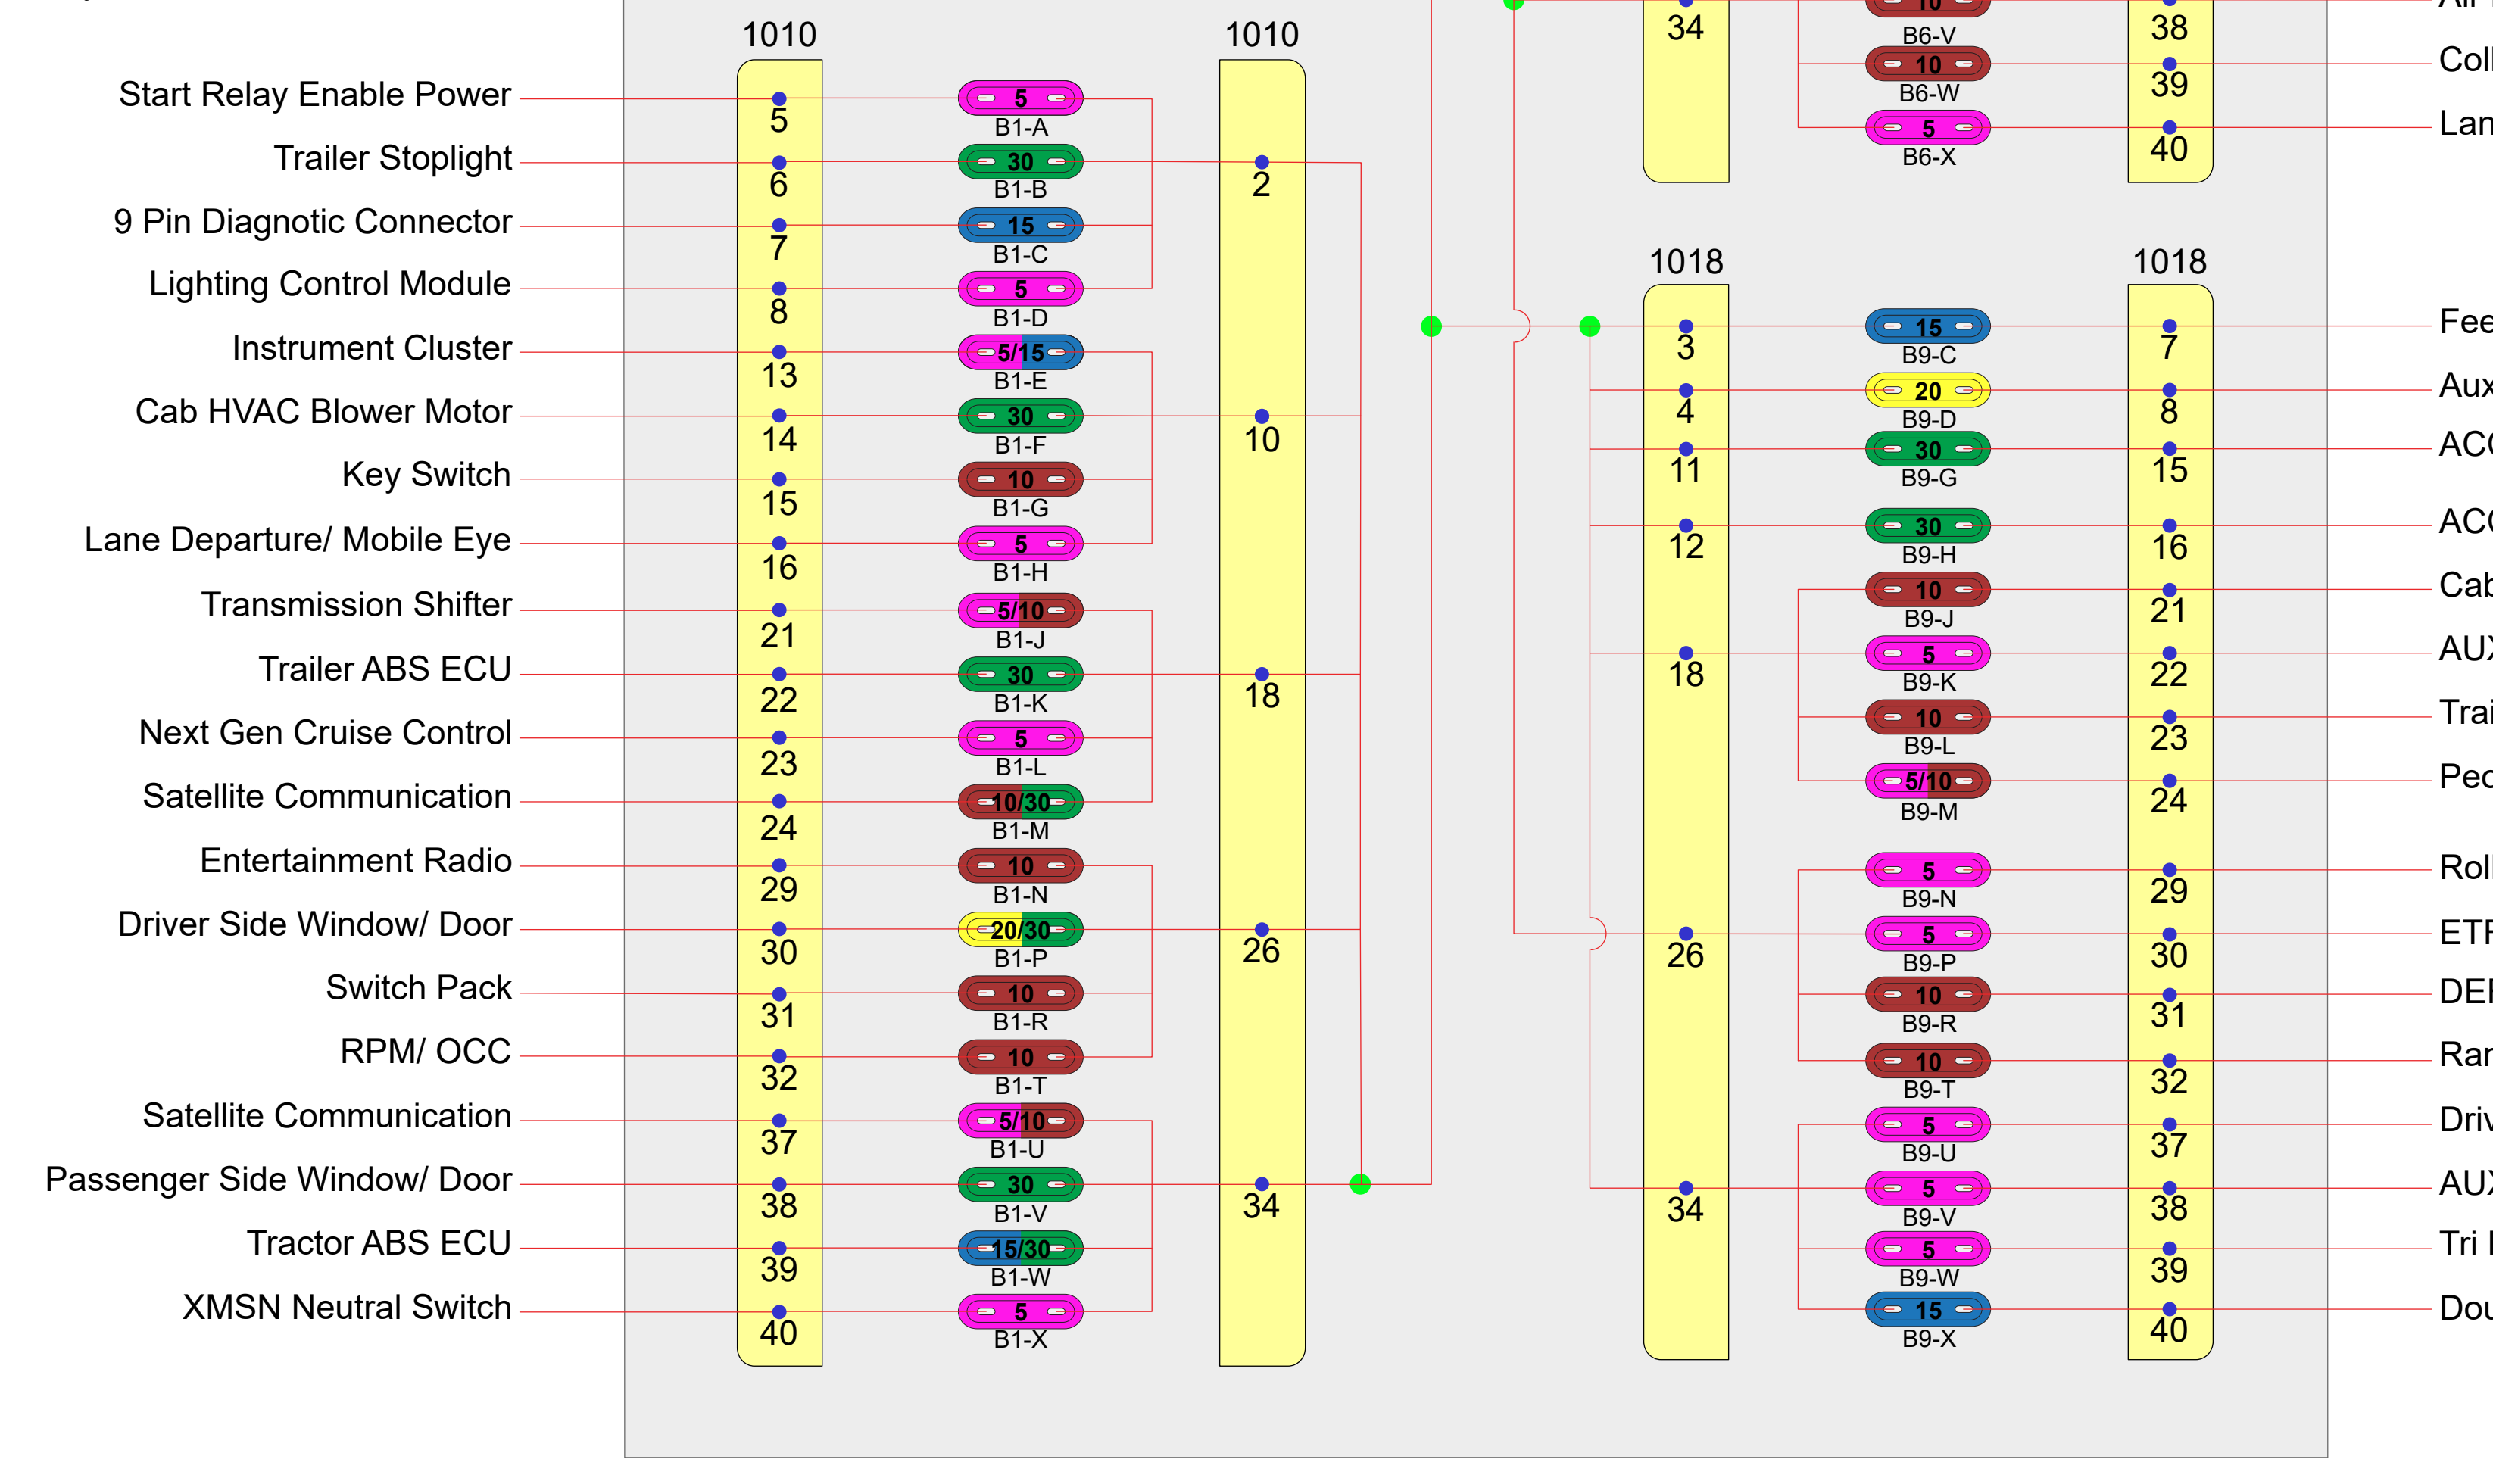 1010
1010
Start Relay Enable Power
5
5
B1-A
Trailer Stoplight
6
30
B1-B
2
9 Pin Diagnotic Connector
7
15
B1-C
Lighting Control Module
8
5
B1-D
Instrument Cluster
13
5/15
B1-E
Cab HVAC Blower Motor
14
30
B1-F
10
Key Switch
15
10
B1-G
Lane Departure/ Mobile Eye
16
5
B1-H
Transmission Shifter
21
5/10
B1-J
Trailer ABS ECU
22
30
B1-K
18
Next Gen Cruise Control
23
5
B1-L
Satellite Communication
24
10/30
B1-M
Entertainment Radio
29
10
B1-N
Driver Side Window/ Door
30
20/30
B1-P
26
Switch Pack
31
10
B1-R
RPM/ OCC
32
10
B1-T
Satellite Communication
37
5/10
B1-U
Passenger Side Window/ Door
38
30
B1-V
34
Tractor ABS ECU
39
15/30
B1-W
XMSN Neutral Switch
40
5
B1-X
34
10
B6-V
38
10
B6-W
39
5
B6-X
40
1018
1018
3
15
B9-C
7
4
20
B9-D
8
Aux
11
30
B9-G
15
12
30
B9-H
16
10
B9-J
21
18
5
B9-K
22
10
B9-L
23
5/10
B9-M
24
5
B9-N
29
26
5
B9-P
30
10
B9-R
31
10
B9-T
32
5
B9-U
37
34
5
B9-V
38
5
B9-W
39
Tri
15
B9-X
40